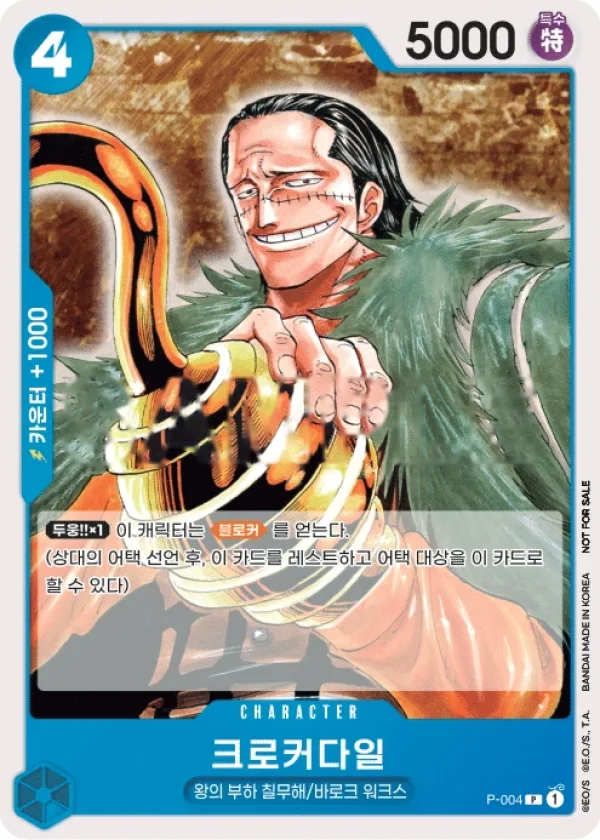 4
5000
특수
特
카운터 +1000
두웅!!×1 이 캐릭터는 블로커 를 얻는다.
(상대의 어택 선언 후, 이 카드를 레스트하고 어택 대상을 이 카드로
할 수 있다)
CHARACTER
크로커다일
왕의 부하 칠무해/바로크 웍스
P-004 P 1
©EO/S ©E.O./S., T.A. BANDAI MADE IN KOREA NOT FOR SALE